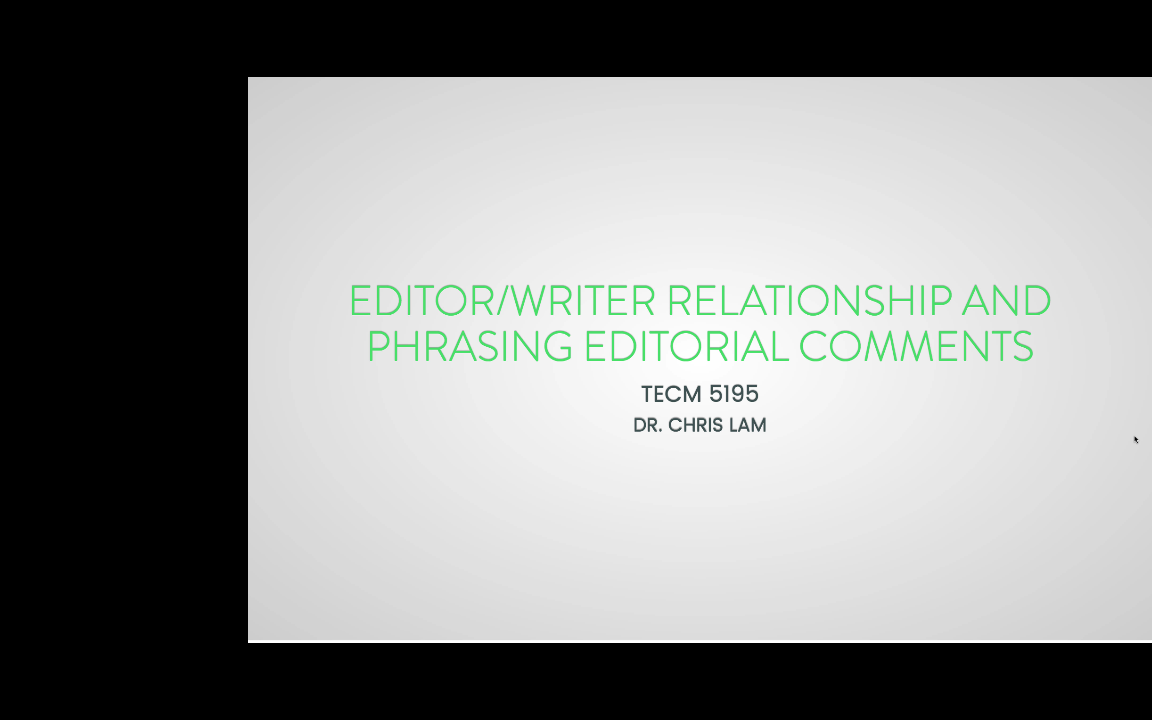 EDITOR/WRITER RELATIONSHIP AND
PHRASING EDITORIAL COMMENTS
TECM 5195
DR. CHRIS LAM